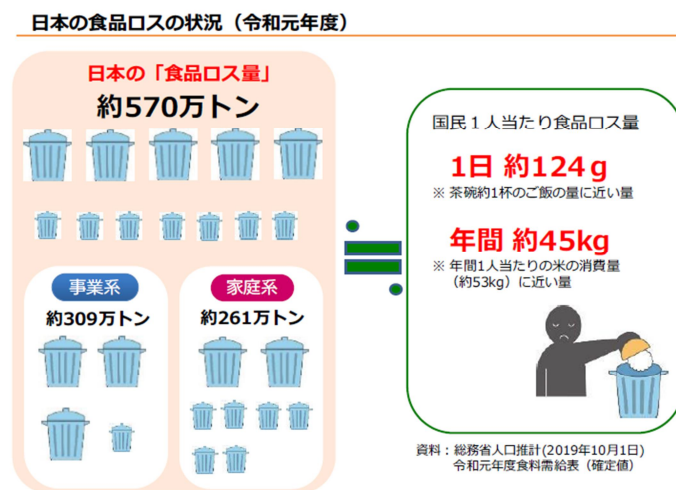 日本の食品ロスの状況（令和元年度）
日本の「食品ロス量」
約570万トン
事業系
約309万トン
家庭系
約261万トン
国民１人当たり食品ロス量
1日 約124ｇ
※ 茶碗約1杯のご飯の量に近い量
年間 約45kg
※ 年間1人当たりの米の消費量
（約53kg）に近い量
資料：総務省人口推計(2019年10月1日)
令和元年度食料需給表（確定値）